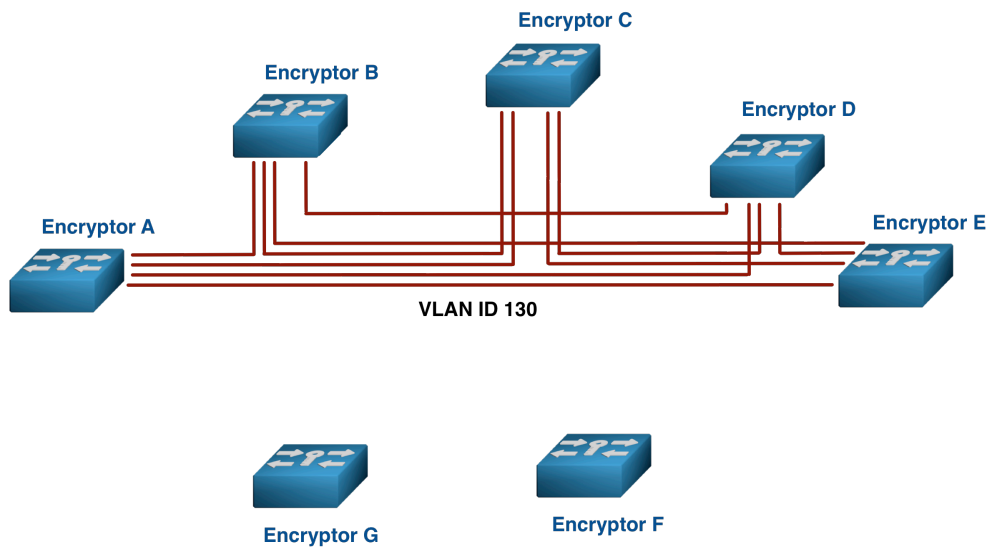 Encryptor C
Encryptor B
Encryptor D
Encryptor A
Encryptor E
VLAN ID 130
Encryptor G
Encryptor F